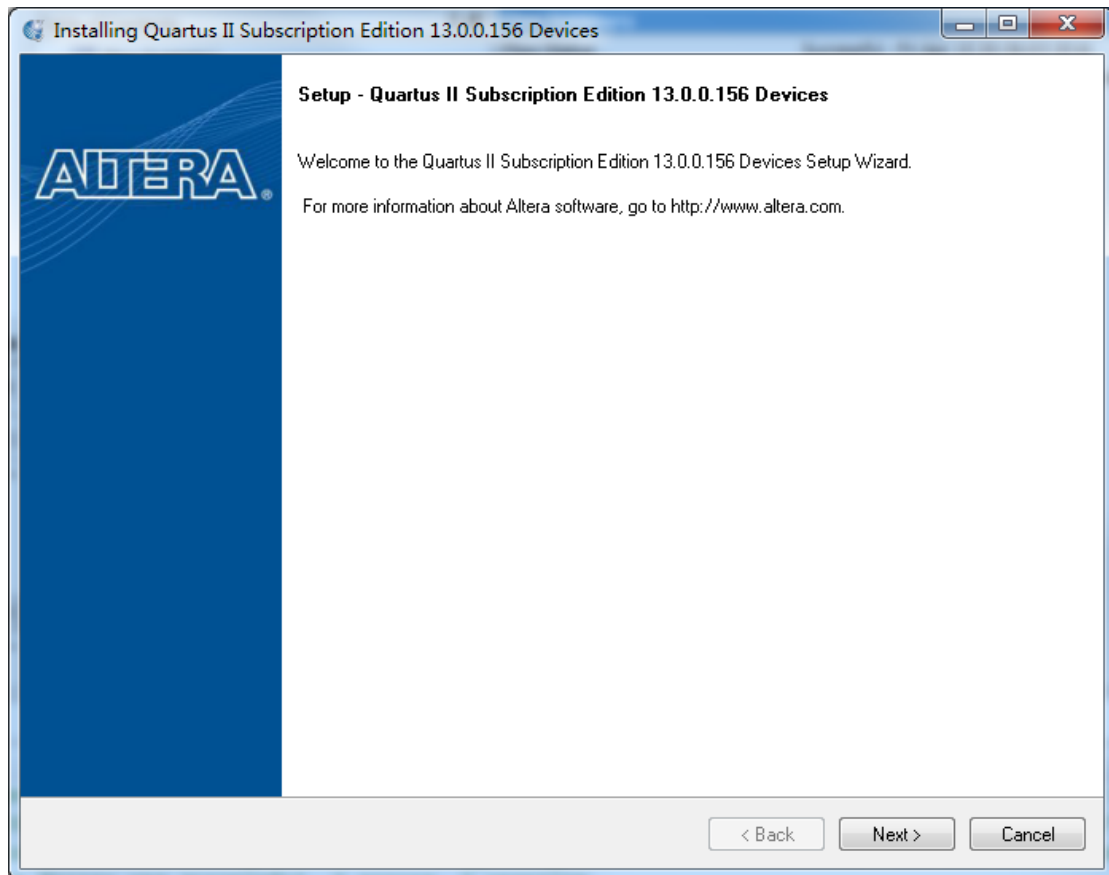 Installing Quartus II Subscription Edition 13.0.0.156 Devices
Setup - Quartus II Subscription Edition 13.0.0.156 Devices
ALTERA®
Welcome to the Quartus II Subscription Edition 13.0.0.156 Devices Setup Wizard.
For more information about Altera software, go to http://www.altera.com.
< Back
Next >
Cancel